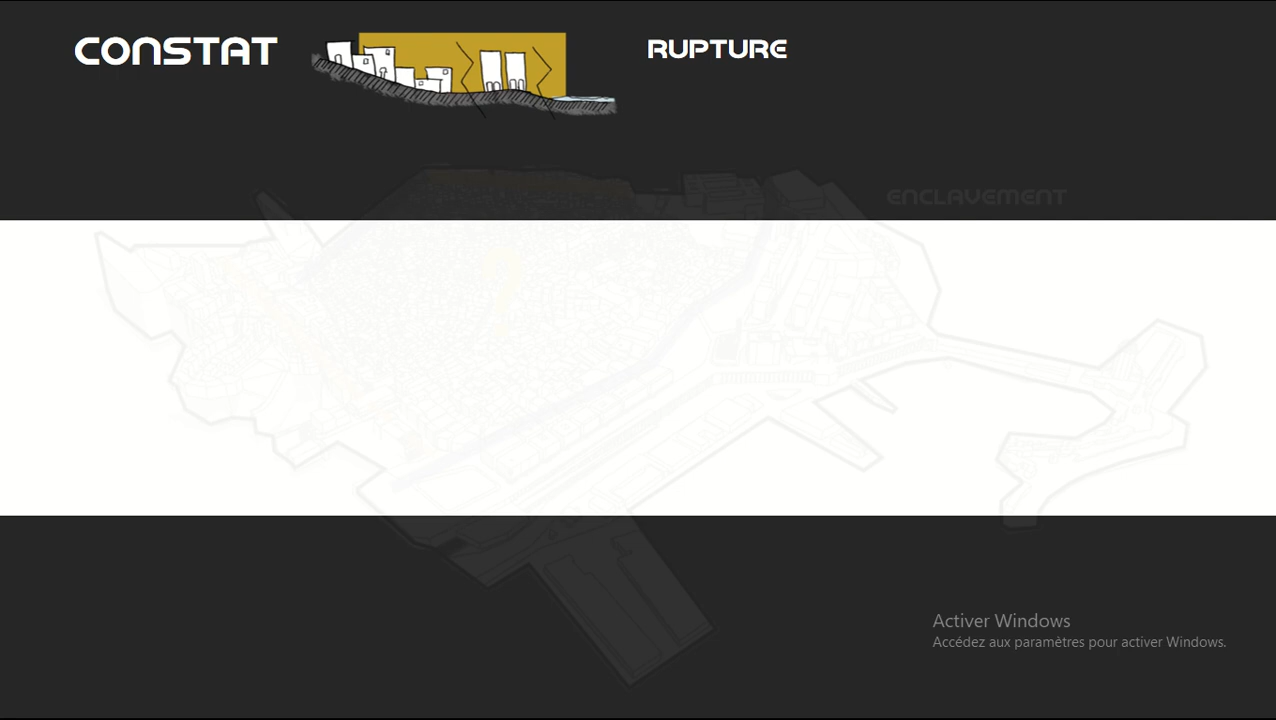 CONSTAT
RUPTURE
ENCLAVEMENT
?
Activer Windows
Accédez aux paramètres pour activer Windows.